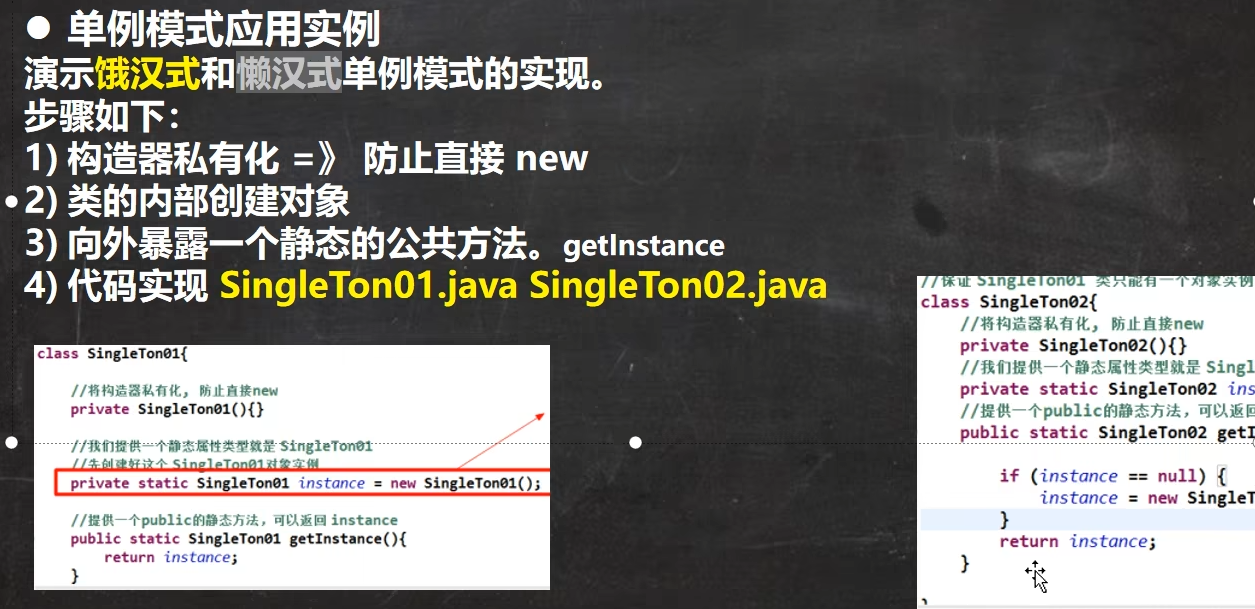 ● 单例模式应用实例
演示饿汉式和懒汉式单例模式的实现。
步骤如下：
1) 构造器私有化 =》 防止直接 new
2) 类的内部创建对象
3) 向外暴露一个静态的公共方法。getInstance
4) 代码实现 SingleTon01.java SingleTon02.java
class SingleTon01{
//将构造器私有化, 防止直接new
private SingleTon01(){}
//我们提供一个静态属性类型就是 SingleTon01
//先创建好这个 SingleTon01对象实例
private static SingleTon01 instance = new SingleTon01();
//提供一个public的静态方法，可以返回 instance
public static SingleTon01 getInstance(){
return instance;
}
//保证 SingleTon01 类只能有一个对象实例
class SingleTon02{
//将构造器私有化, 防止直接new
private SingleTon02(){}
//我们提供一个静态属性类型就是 Singl
private static SingleTon02 ins
//提供一个public的静态方法，可以返回
public static SingleTon02 getI
if (instance == null) {
instance = new SingleT
}
return instance;
}
}